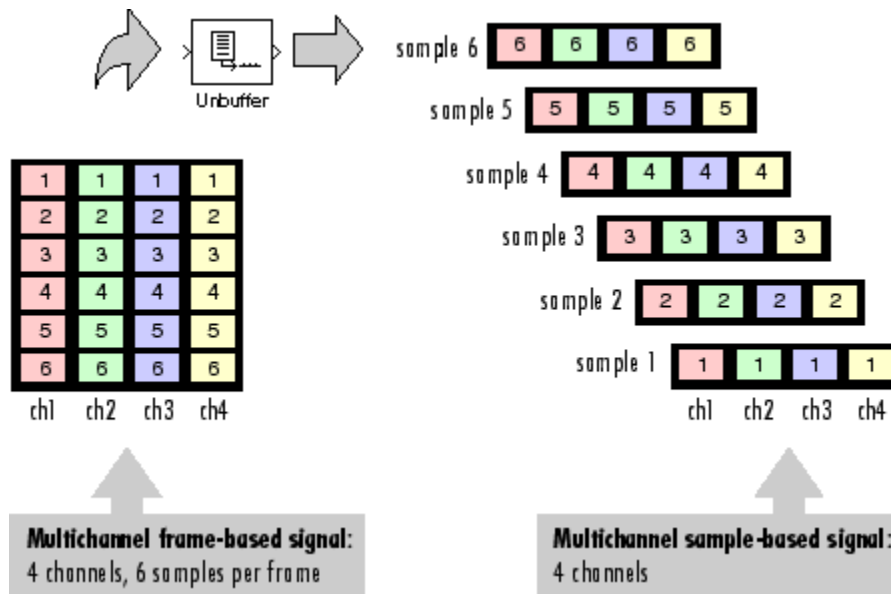 Unbuffer
1 1 1 1
2 2 2 2
3 3 3 3
4 4 4 4
5 5 5 5
6 6 6 6
ch1 ch2 ch3 ch4
Multichannel frame-based signal:
4 channels, 6 samples per frame
sample 6 6 6 6 6
sample 5 5 5 5 5
sample 4 4 4 4 4
sample 3 3 3 3 3
sample 2 2 2 2 2
sample 1 1 1 1 1
ch1 ch2 ch3 ch4
Multichannel sample-based signal:
4 channels